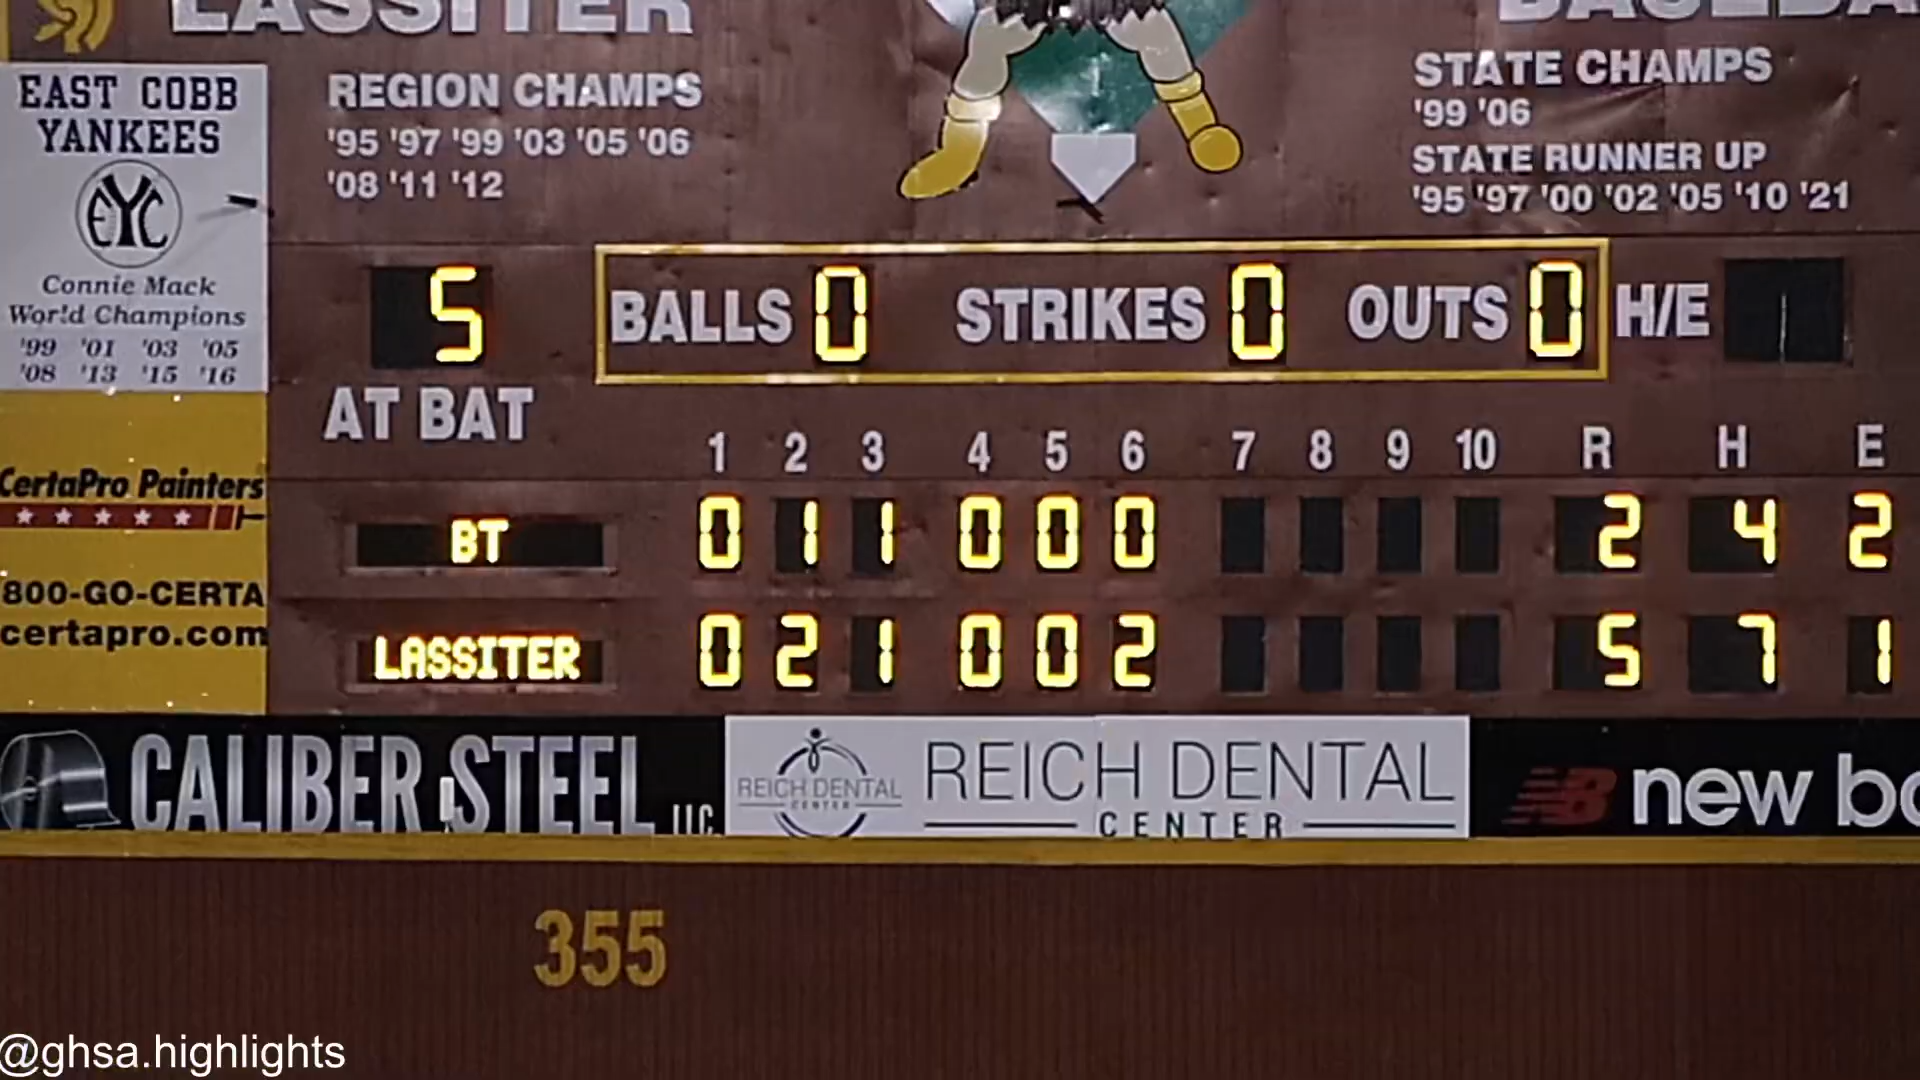 LASSITER
REGION CHAMPS
'95 '97 '99 '03 '05 '06
'08 '11 '12
STATE CHAMPS
'99 '06
STATE RUNNER UP
'95 '97 '00 '02 '05 '10 '21
EAST COBB
YANKEES
EYC
Connie Mack
World Champions
'99 '01 '03 '05
'08 '13 '15 '16
5
AT BAT
BALLS 0 STRIKES 0 OUTS 0 H/E
1 2 3 4 5 6 7 8 9 10 R H E
BT 0 1 1 0 0 0 2 4 2
LASSITER 0 2 1 0 0 2 5 7 1
CertaPro Painters
800-GO-CERTA
certapro.com
CALIBER STEEL LLC
REICH DENTAL
CENTER
REICH DENTAL
CENTER
NB new ba
355
@ghsa.highlights